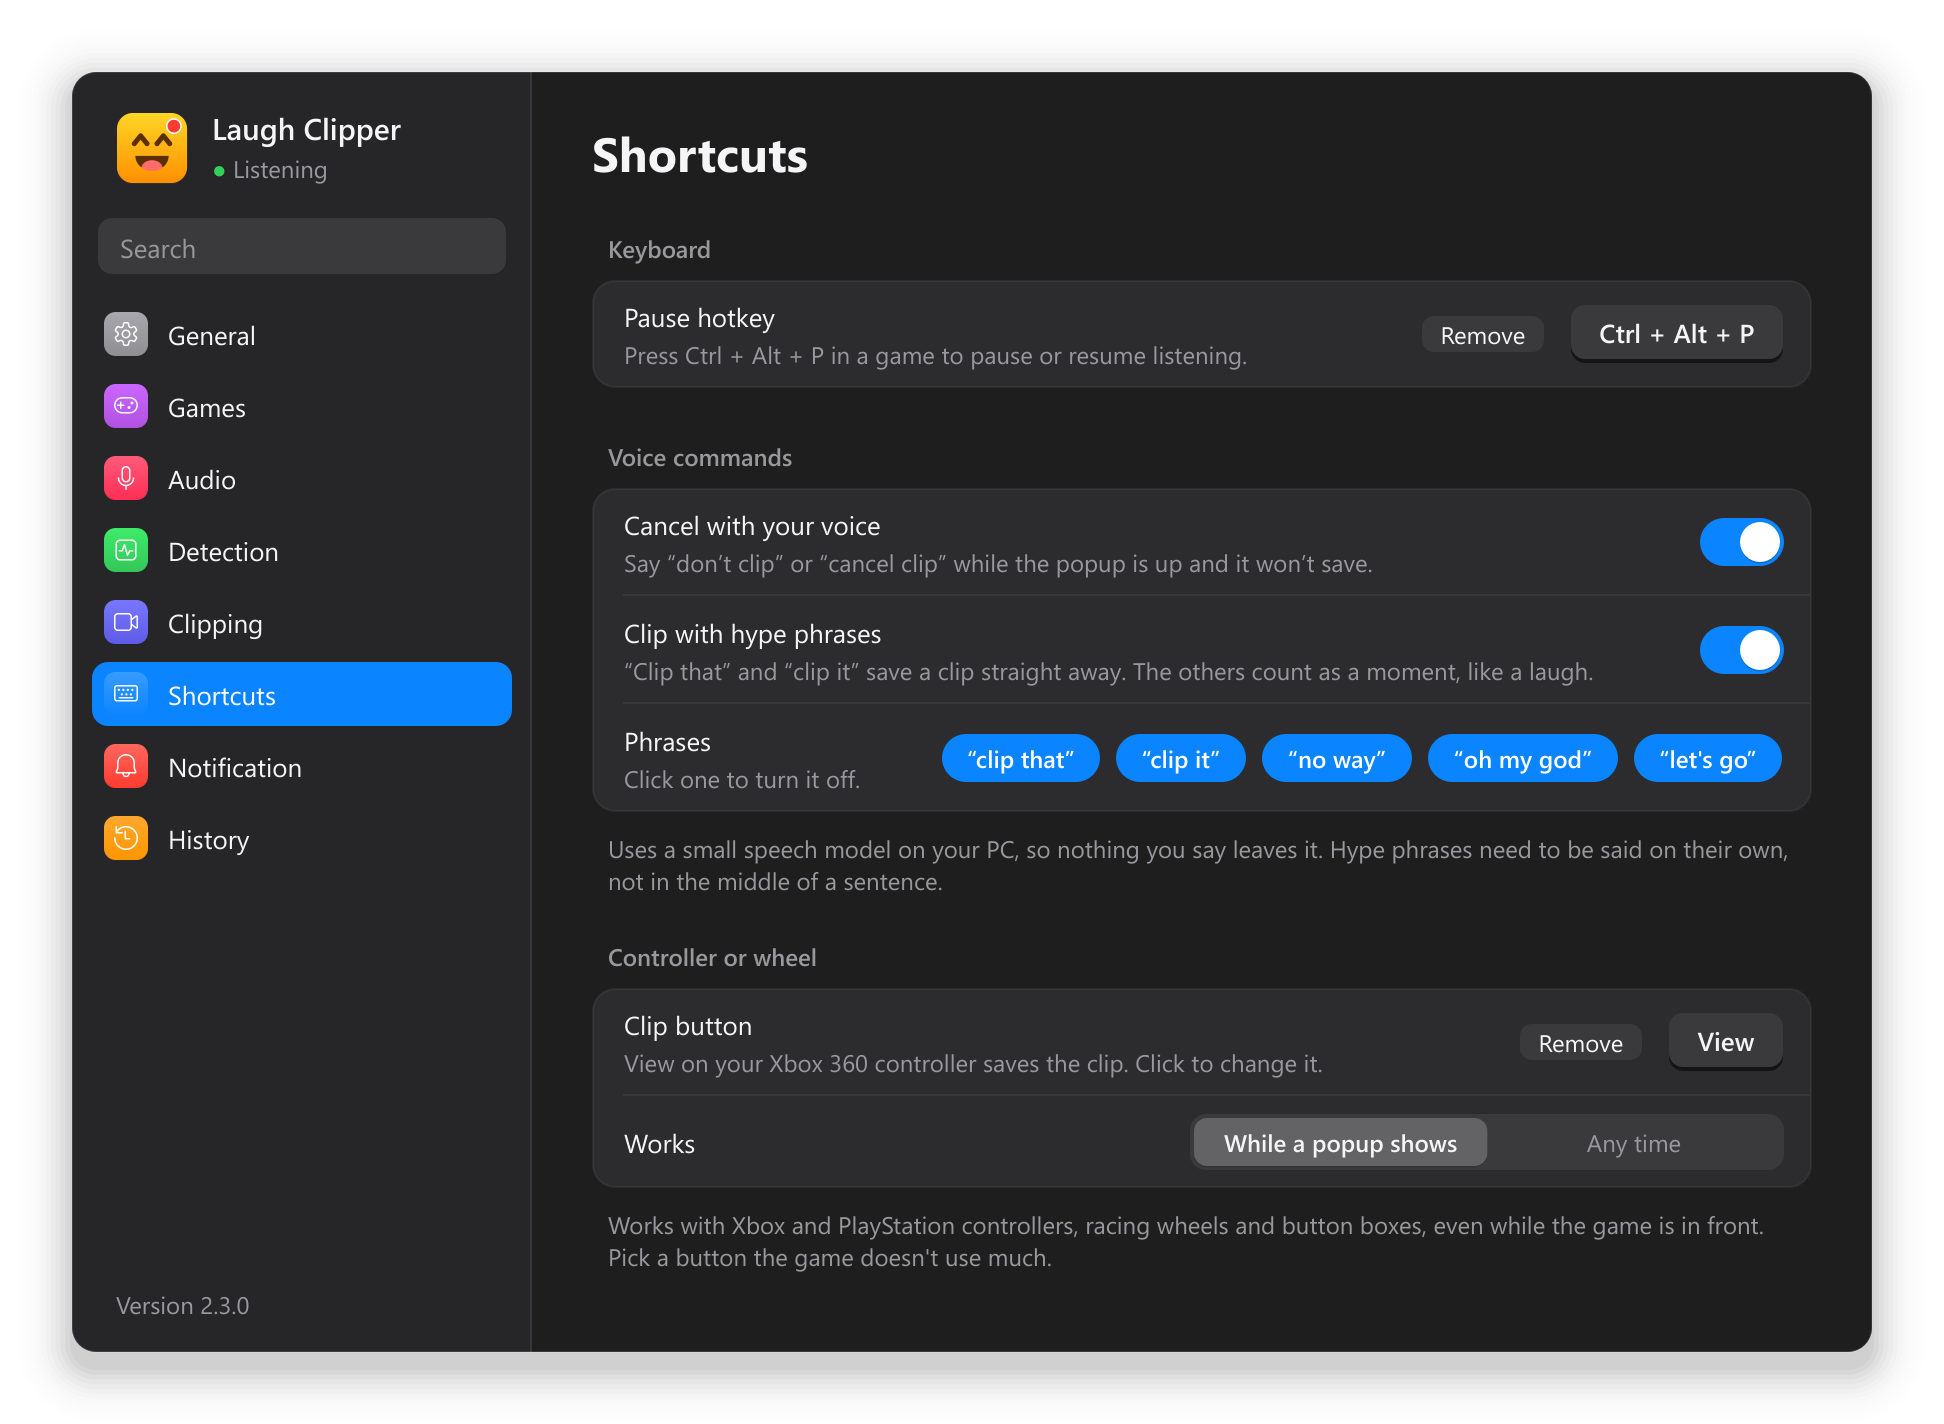 Laugh Clipper
Listening
Search
General
Games
Audio
Detection
Clipping
Shortcuts
Notification
History
Version 2.3.0
Shortcuts
Keyboard
Pause hotkey
Press Ctrl + Alt + P in a game to pause or resume listening.
Remove
Ctrl + Alt + P
Voice commands
Cancel with your voice
Say “don’t clip” or “cancel clip” while the popup is up and it won’t save.
Clip with hype phrases
“Clip that” and “clip it” save a clip straight away. The others count as a moment, like a laugh.
Phrases
Click one to turn it off.
“clip that”
“clip it”
“no way”
“oh my god”
“let's go”
Uses a small speech model on your PC, so nothing you say leaves it. Hype phrases need to be said on their own,
not in the middle of a sentence.
Controller or wheel
Clip button
View on your Xbox 360 controller saves the clip. Click to change it.
Remove
View
Works
While a popup shows
Any time
Works with Xbox and PlayStation controllers, racing wheels and button boxes, even while the game is in front.
Pick a button the game doesn't use much.